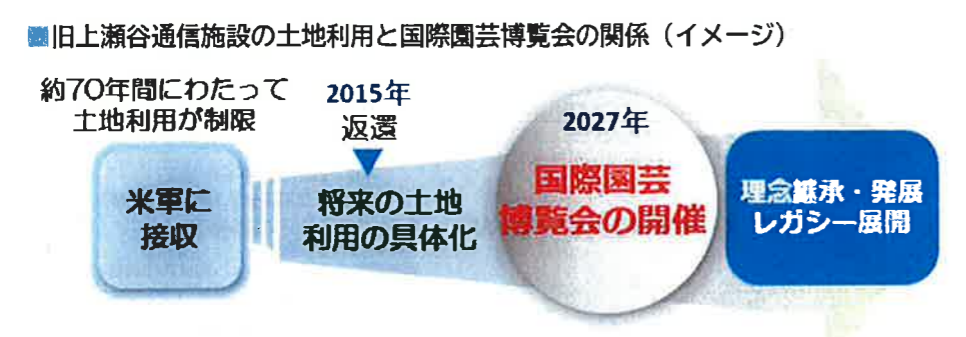 ■旧上瀬谷通信施設の土地利用と国際園芸博覧会の関係（イメージ）
約70年間にわたって
土地利用が制限
2015年
返還
2027年
米軍に
接収
将来の土地
利用の具体化
国際園芸
博覧会の開催
理念継承・発展
レガシー展開